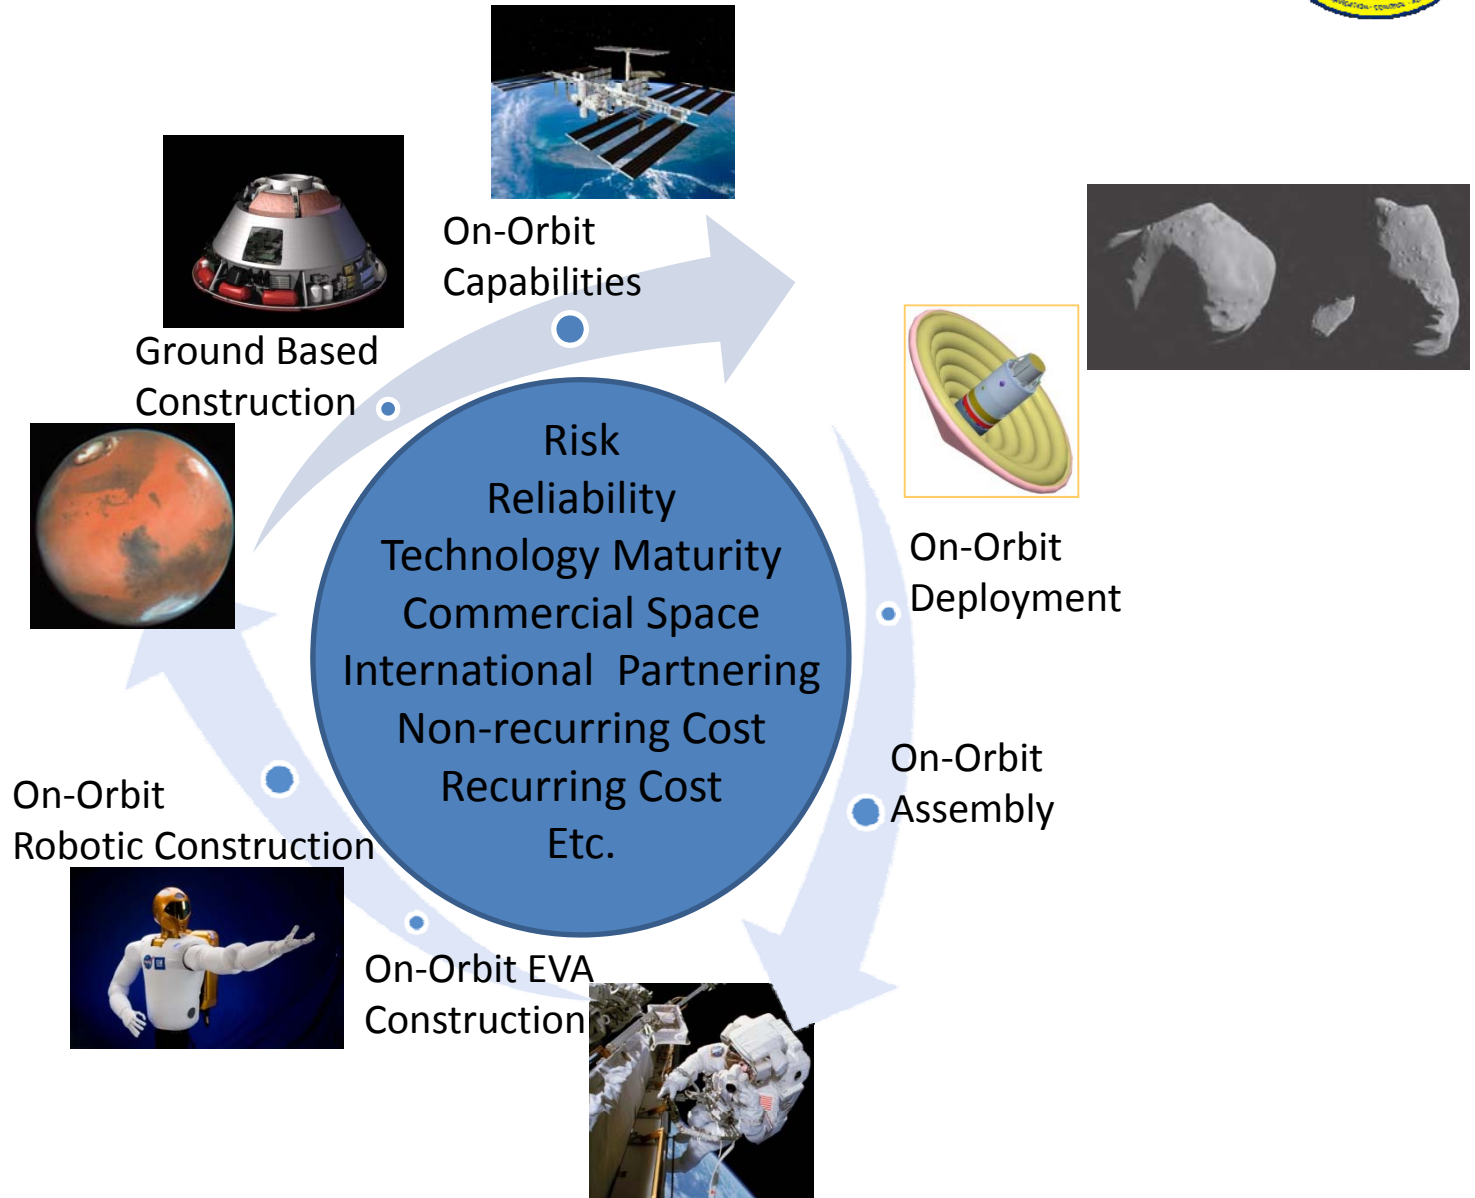 On-Orbit
Capabilities
Ground Based
Construction
Risk
Reliability
Technology Maturity
Commercial Space
International  Partnering
Non-recurring Cost
Recurring Cost
Etc.
On-Orbit
Deployment
On-Orbit
Assembly
On-Orbit
Robotic Construction
On-Orbit EVA
Construction